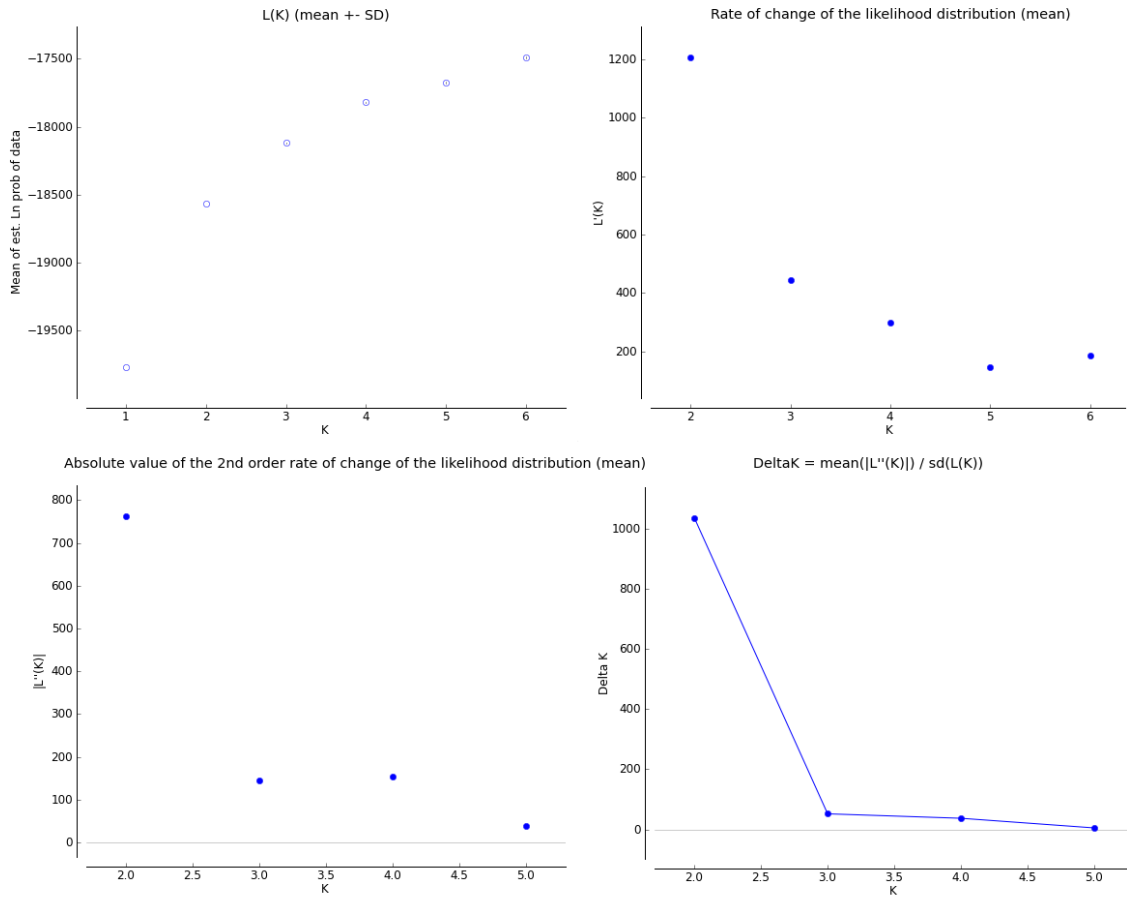 L(K) (mean +- SD)
Mean of est. Ln prob of data
−17500
−18000
−18500
−19000
−19500
1 2 3 4 5 6
K
Rate of change of the likelihood distribution (mean)
L'(K)
1200
1000
800
600
400
200
2 3 4 5 6
K
Absolute value of the 2nd order rate of change of the likelihood distribution (mean)
|L''(K)|
800
700
600
500
400
300
200
100
0
2.0 2.5 3.0 3.5 4.0 4.5 5.0
K
DeltaK = mean(|L''(K)|) / sd(L(K))
Delta K
1000
800
600
400
200
0
2.0 2.5 3.0 3.5 4.0 4.5 5.0
K